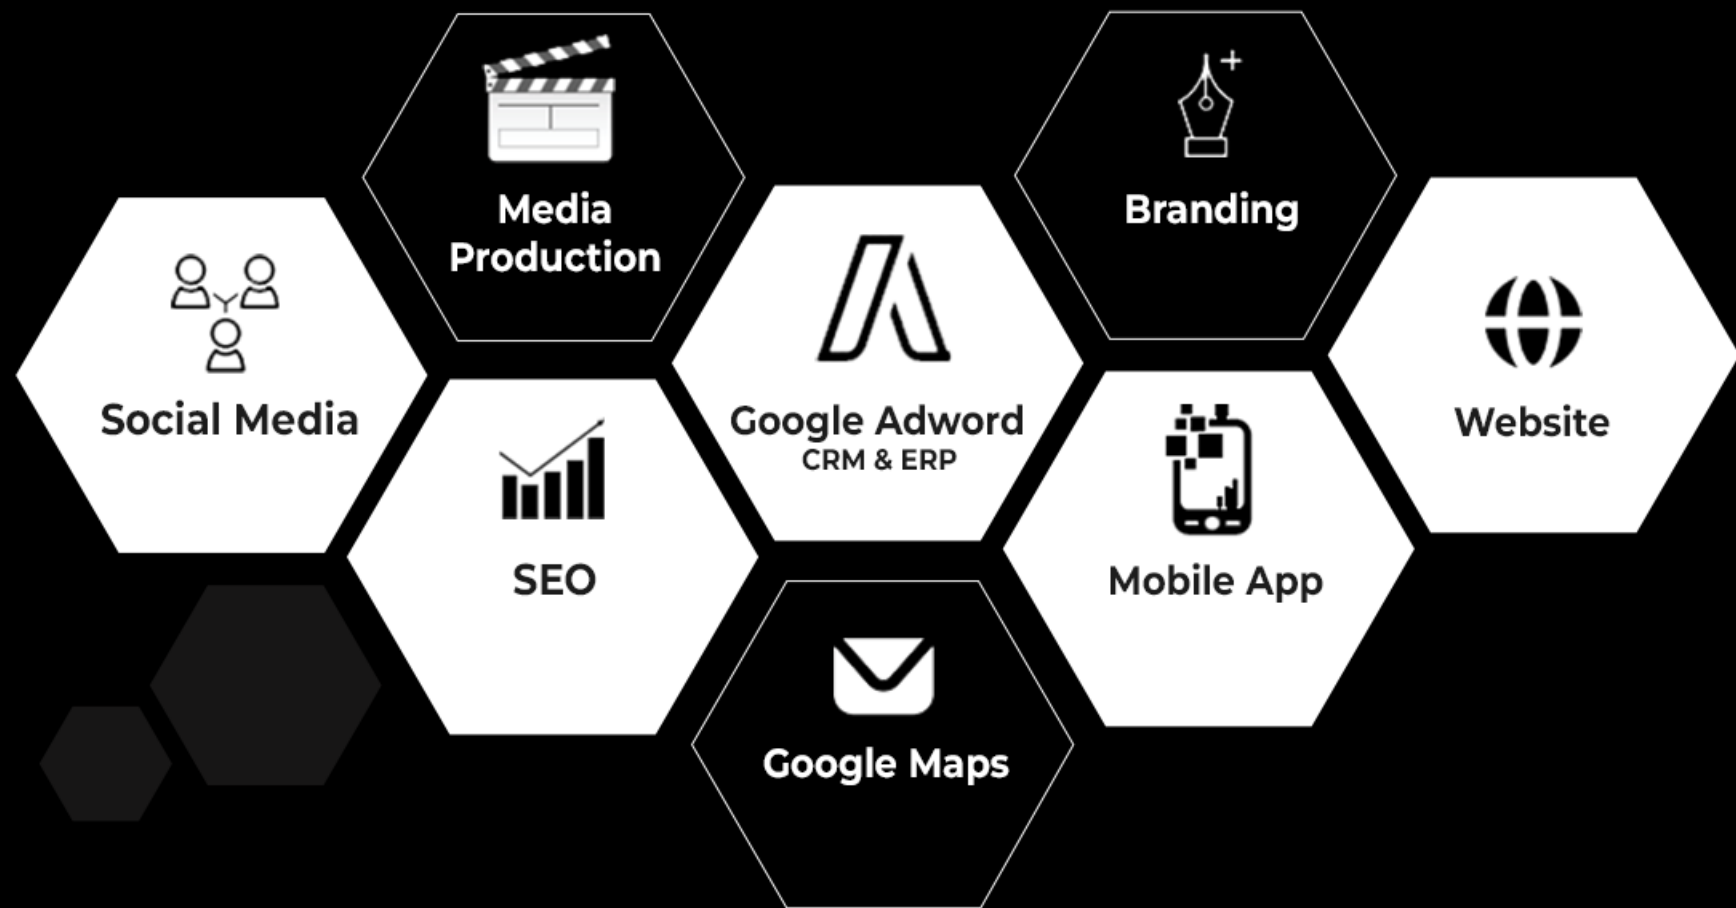 Media
Production
Branding
Social Media
Google Adword
CRM & ERP
Website
SEO
Mobile App
Google Maps